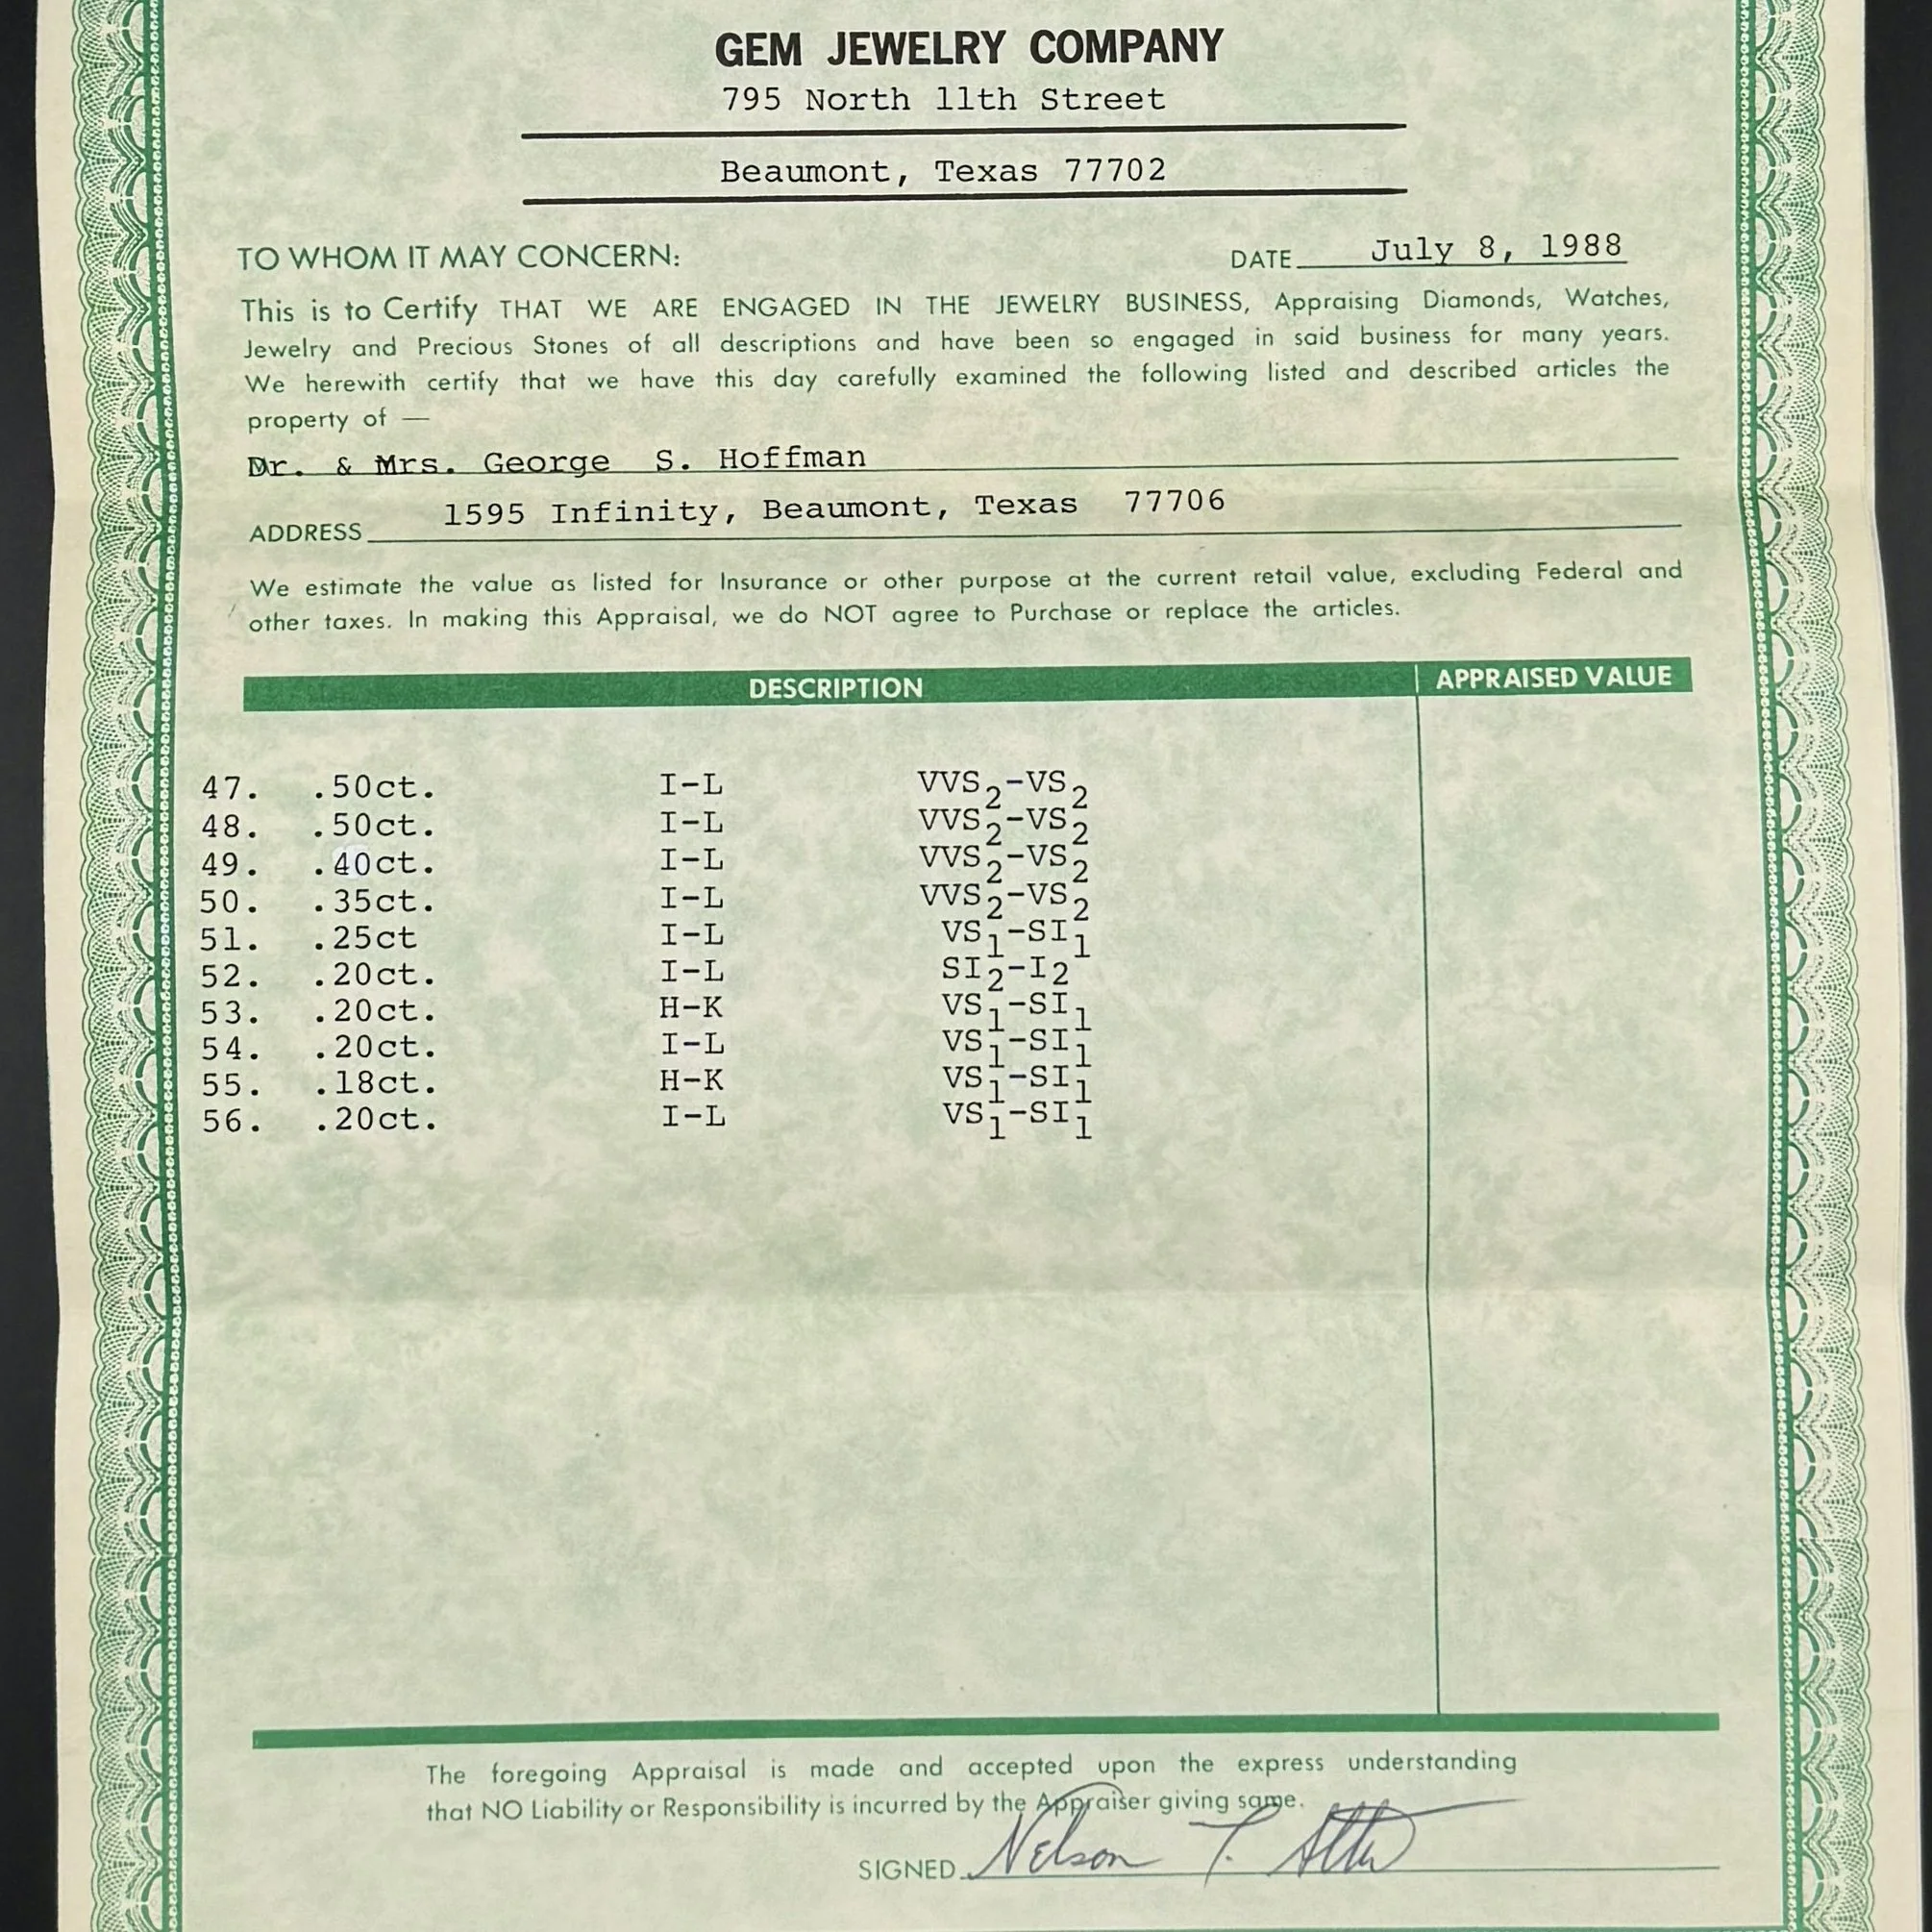 GEM JEWELRY COMPANY
795 North 11th Street
Beaumont, Texas 77702
TO WHOM IT MAY CONCERN: DATE July 8, 1988
This is to Certify THAT WE ARE ENGAGED IN THE JEWELRY BUSINESS, Appraising Diamonds, Watches,
Jewelry and Precious Stones of all descriptions and have been so engaged in said business for many years.
We herewith certify that we have this day carefully examined the following listed and described articles the
property of —
Dr. & Mrs. George S. Hoffman
ADDRESS 1595 Infinity, Beaumont, Texas 77706
We estimate the value as listed for Insurance or other purpose at the current retail value, excluding Federal and
other taxes. In making this Appraisal, we do NOT agree to Purchase or replace the articles.
DESCRIPTION APPRAISED VALUE
47. .50ct. I-L VVS2-VS2
48. .50ct. I-L VVS2-VS2
49. .40ct. I-L VVS2-VS2
50. .35ct. I-L VVS2-VS2
51. .25ct I-L VS1-SI1
52. .20ct. I-L SI2-I2
53. .20ct. H-K VS1-SI1
54. .20ct. I-L VS1-SI1
55. .18ct. H-K VS1-SI1
56. .20ct. I-L VS1-SI1
The foregoing Appraisal is made and accepted upon the express understanding
that NO Liability or Responsibility is incurred by the Appraiser giving same.
SIGNED Nelson T.